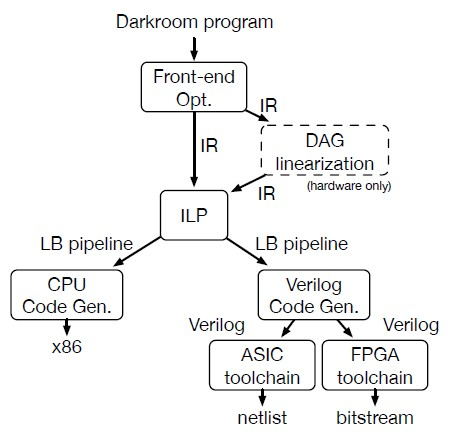 Darkroom program
Front-end
Opt.
IR
IR
DAG
linearization
(hardware only)
IR
ILP
LB pipeline
LB pipeline
CPU
Code Gen.
Verilog
Code Gen.
x86
Verilog
Verilog
ASIC
toolchain
FPGA
toolchain
netlist
bitstream